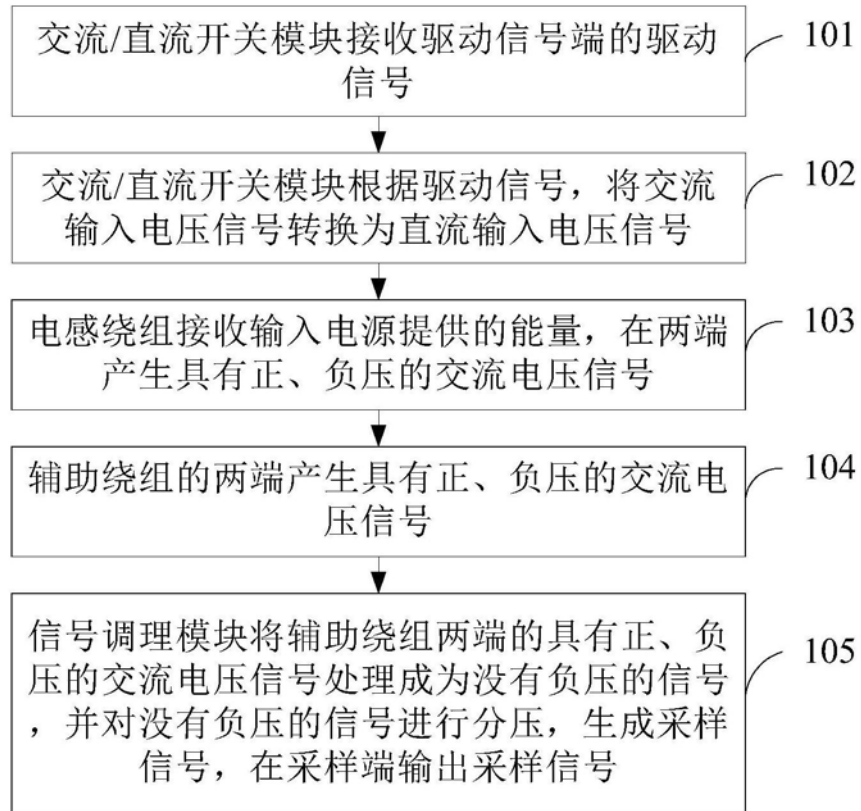 交流/直流开关模块接收驱动信号端的驱动
信号
101
交流/直流开关模块根据驱动信号，将交流
输入电压信号转换为直流输入电压信号
102
电感绕组接收输入电源提供的能量，在两端
产生具有正、负压的交流电压信号
103
辅助绕组的两端产生具有正、负压的交流电
压信号
104
信号调理模块将辅助绕组两端的具有正、负
压的交流电压信号处理成为没有负压的信号
，并对没有负压的信号进行分压，生成采样
信号，在采样端输出采样信号
105